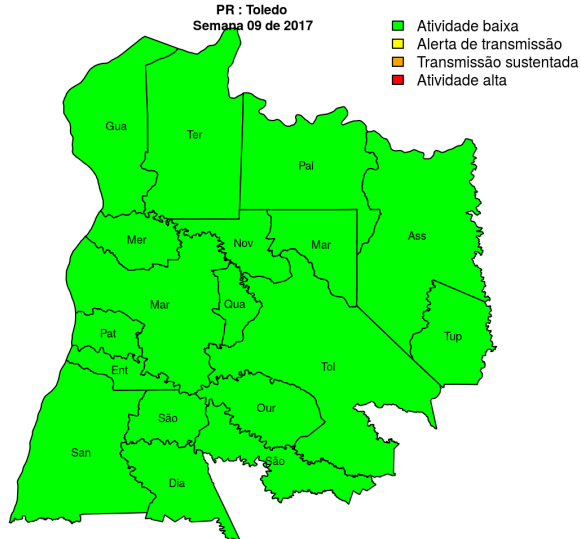 PR : Toledo
Semana 09 de 2017
Atividade baixa
Alerta de transmissão
Transmissão sustentada
Atividade alta
Gua
Ter
Pal
Mer
Nov
Mar
Ass
Mar
Qua
Pat
Tup
Ent
Tol
Our
São
San
São
Dia